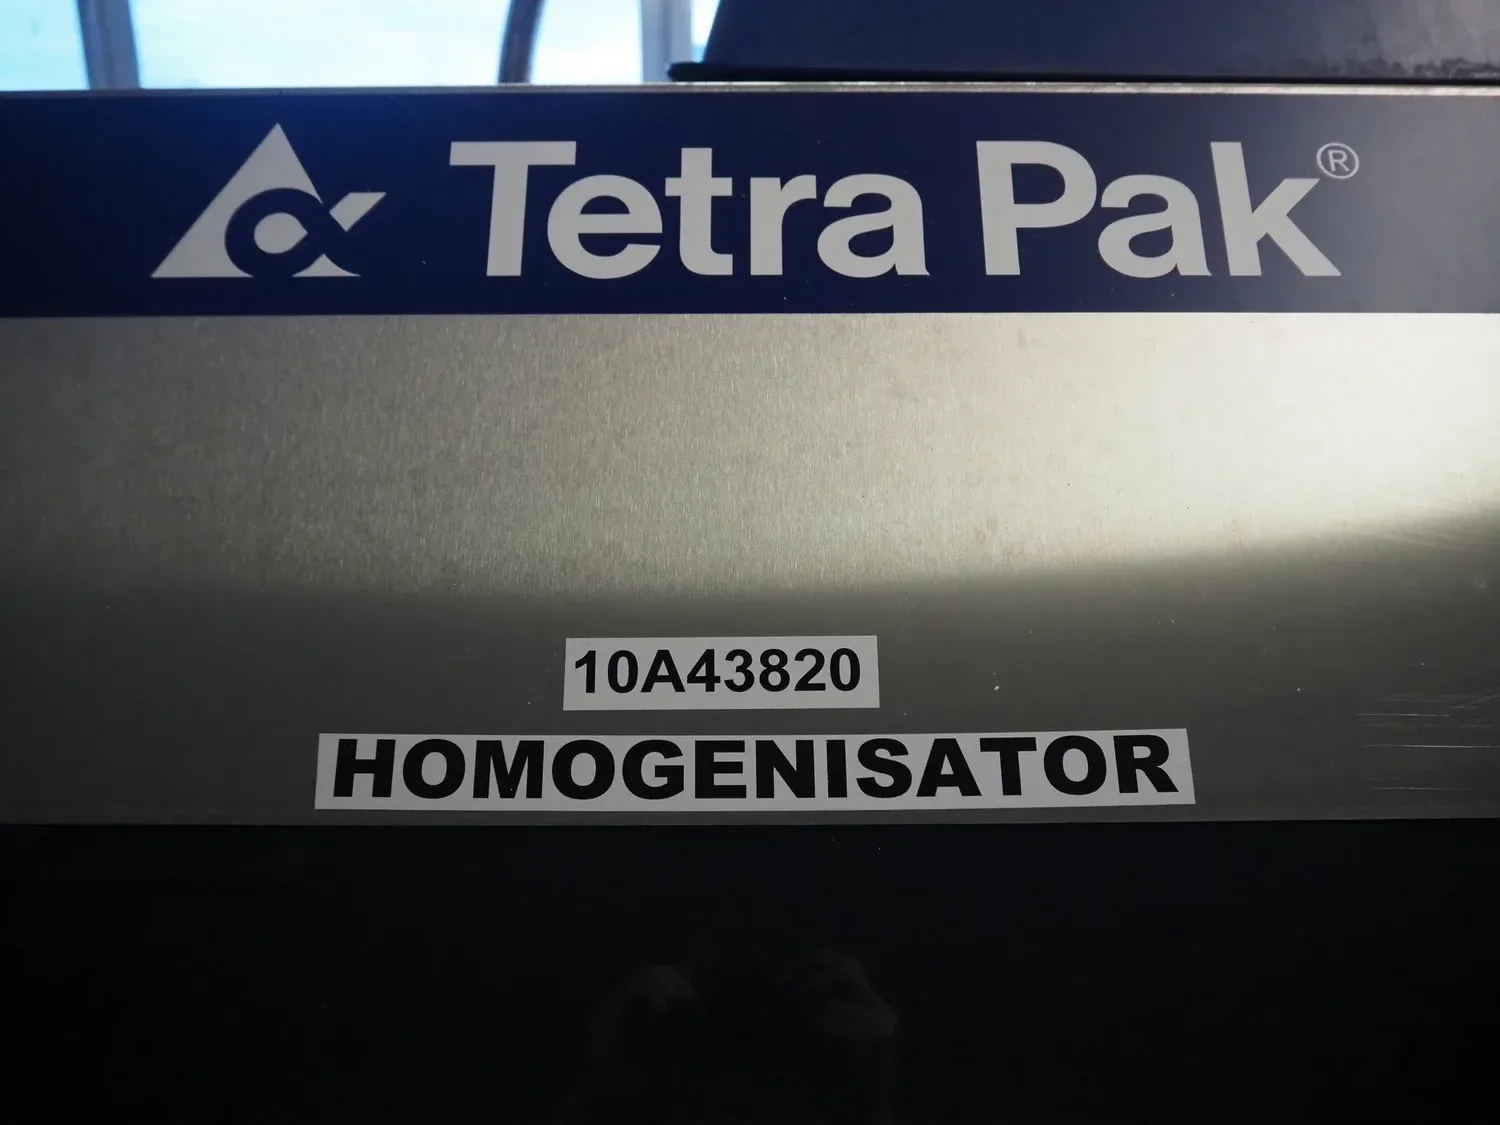 Tetra Pak®
10A43820
HOMOGENISATOR